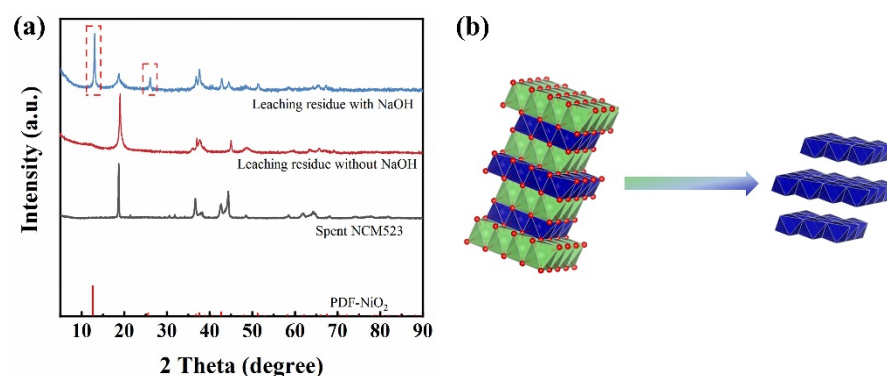 (a)
Intensity (a.u.)
Leaching residue with NaOH
Leaching residue without NaOH
Spent NCM523
PDF-NiO₂
10 20 30 40 50 60 70 80 90
2 Theta (degree)
(b)